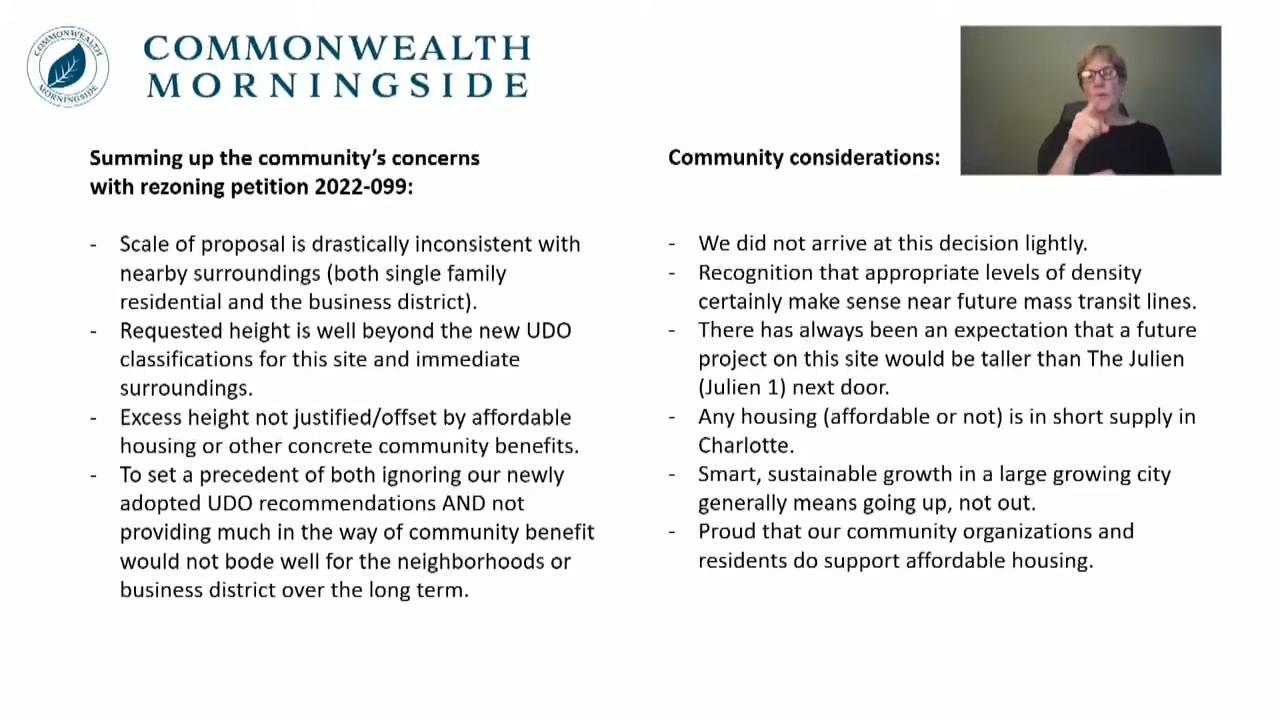 COMMONWEALTH
MORNINGSIDE
COMMONWEALTH
MORNINGSIDE
Summing up the community’s concerns
with rezoning petition 2022-099:
- Scale of proposal is drastically inconsistent with
nearby surroundings (both single family
residential and the business district).
- Requested height is well beyond the new UDO
classifications for this site and immediate
surroundings.
- Excess height not justified/offset by affordable
housing or other concrete community benefits.
- To set a precedent of both ignoring our newly
adopted UDO recommendations AND not
providing much in the way of community benefit
would not bode well for the neighborhoods or
business district over the long term.
Community considerations:
- We did not arrive at this decision lightly.
- Recognition that appropriate levels of density
certainly make sense near future mass transit lines.
- There has always been an expectation that a future
project on this site would be taller than The Julien
(Julien 1) next door.
- Any housing (affordable or not) is in short supply in
Charlotte.
- Smart, sustainable growth in a large growing city
generally means going up, not out.
- Proud that our community organizations and
residents do support affordable housing.